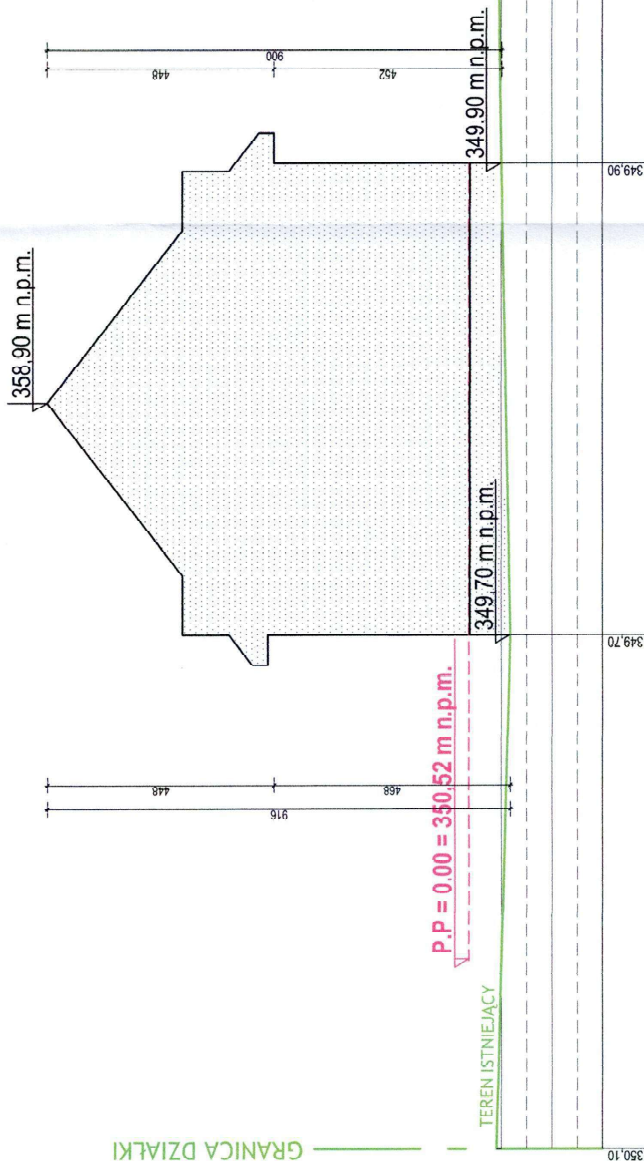 358,90 m n.p.m.
448
900
452
349.90 m n.p.m.
349,90
349,70 m n.p.m.
349,70
P.P = 0.00 = 350,52 m n.p.m.
448
468
916
TEREN ISTNIEJĄCY
GRANICA DZIAŁKI
350,10